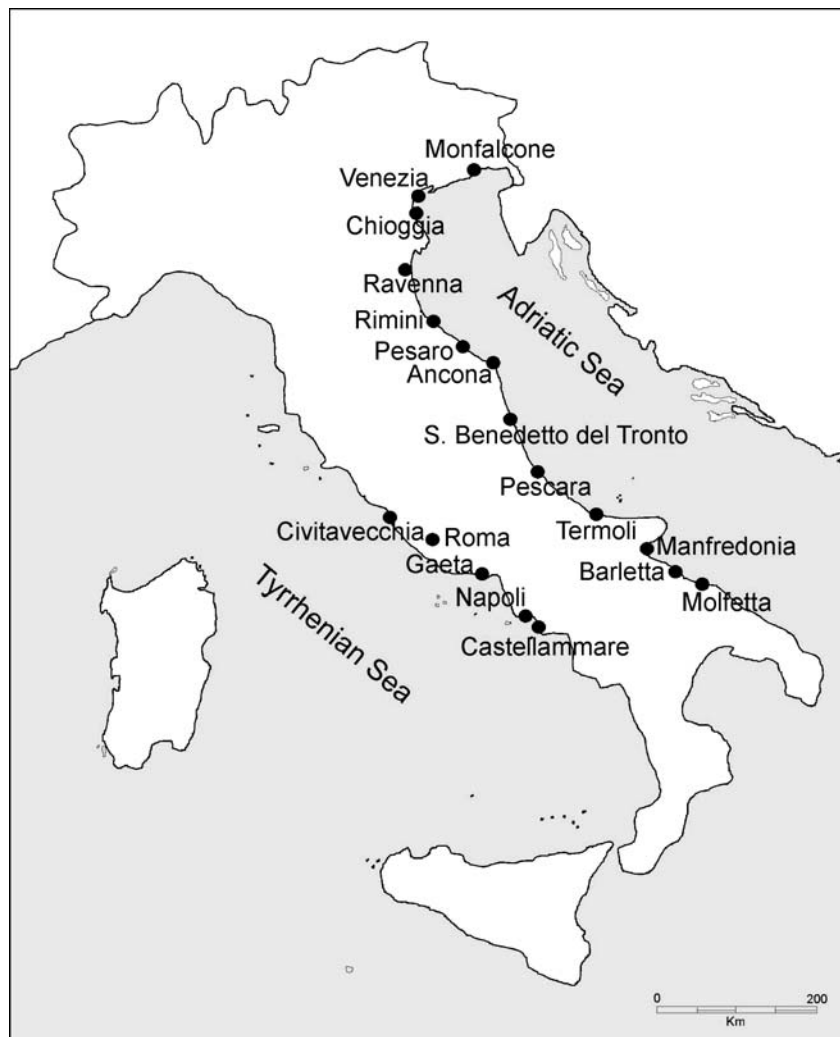 Monfalcone
Venezia
Chioggia
Ravenna
Adriatic Sea
Rimini
Pesaro
Ancona
S. Benedetto del Tronto
Pescara
Termoli
Civitavecchia
Roma
Manfredonia
Gaeta
Barletta
Molfetta
Napoli
Castellammare
Tyrrhenian Sea
0 200
Km